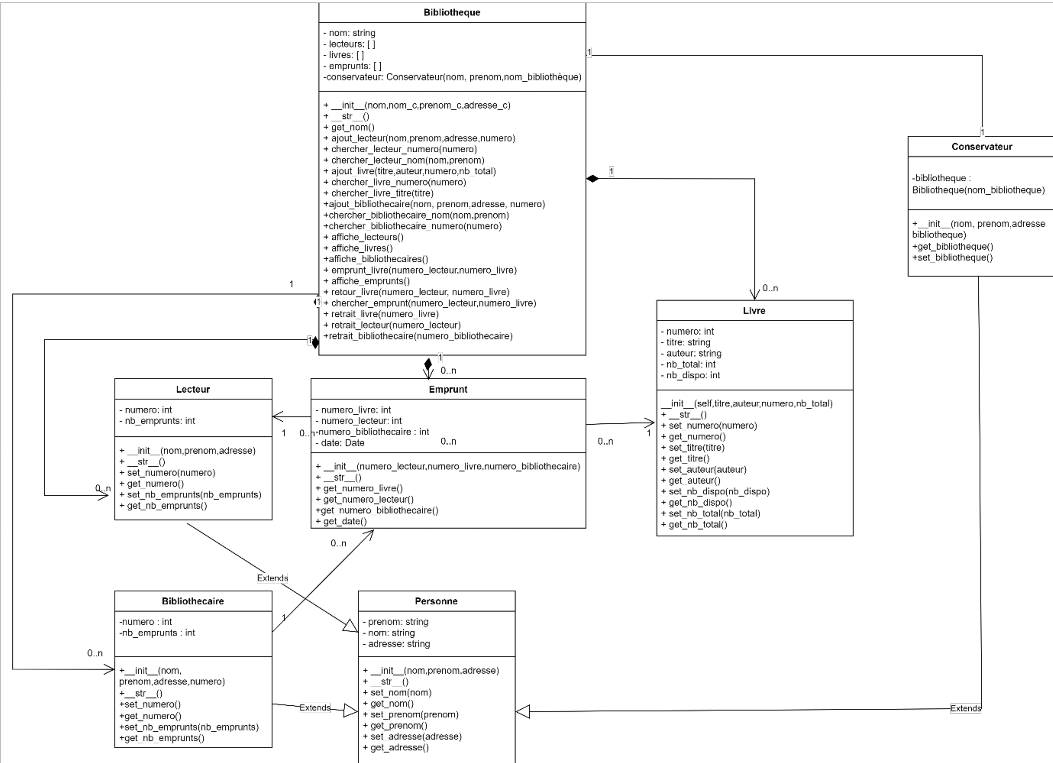 Bibliotheque
- nom: string
- lecteurs: [ ]
- livres: [ ]
- emprunts: [ ]
-conservateur: Conservateur(nom, prenom,nom_bibliothèque)
+ __init__(nom,nom_c,prenom_c,adresse_c)
+ __str__()
+ get_nom()
+ ajout_lecteur(nom,prenom,adresse,numero)
+ chercher_lecteur_numero(numero)
+ chercher_lecteur_nom(nom,prenom)
+ ajout_livre(titre,auteur,numero,nb_total)
+ chercher_livre_numero(numero)
+ chercher_livre_titre(titre)
+ajout_bibliothecaire(nom, prenom,adresse, numero)
+chercher_bibliothecaire_nom(nom,prenom)
+chercher_bibliothecaire_numero(numero)
+ affiche_lecteurs()
+ affiche_livres()
+affiche_bibliothecaires()
+ emprunt_livre(numero_lecteur,numero_livre)
+ affiche_emprunts()
+ retour_livre(numero_lecteur, numero_livre)
+ chercher_emprunt(numero_lecteur,numero_livre)
+ retrait_livre(numero_livre)
+ retrait_lecteur(numero_lecteur)
+retrait_bibliothecaire(numero_bibliothecaire)
1
1
Conservateur
-bibliotheque :
Bibliotheque(nom_bibliotheque)
+__init__(nom, prenom,adresse
bibliotheque)
+get_bibliotheque()
+set_bibliotheque()
1
0..n
1
1
1
1
0..n
Livre
- numero: int
- titre: string
- auteur: string
- nb_total: int
- nb_dispo: int
__init__(self,titre,auteur,numero,nb_total)
+ __str__()
+ set_numero(numero)
+ get_numero()
+ set_titre(titre)
+ get_titre()
+ set_auteur(auteur)
+ get_auteur()
+ set_nb_dispo(nb_dispo)
+ get_nb_dispo()
+ set_nb_total(nb_total)
+ get_nb_total()
Lecteur
- numero: int
- nb_emprunts: int
+ __init__(nom,prenom,adresse)
+ __str__()
+ set_numero(numero)
+ get_numero()
+ set_nb_emprunts(nb_emprunts)
+ get_nb_emprunts()
0..n
1
0..n
Emprunt
- numero_livre: int
- numero_lecteur: int
-numero_bibliothecaire : int
- date: Date
0..n
+ __init__(numero_lecteur,numero_livre,numero_bibliothecaire)
+ __str__()
+ get_numero_livre()
+ get_numero_lecteur()
+get_numero_bibliothecaire()
+ get_date()
0..n
1
0..n
Extends
1
Bibliothecaire
-numero : int
-nb_emprunts : int
+__init__(nom,
prenom,adresse,numero)
+__str__()
+set_numero()
+get_numero()
+set_nb_emprunts(nb_emprunts)
+get_nb_emprunts()
0..n
Extends
Personne
- prenom: string
- nom: string
- adresse: string
+ __init__(nom,prenom,adresse)
+ __str__()
+ set_nom(nom)
+ get_nom()
+ set_prenom(prenom)
+ get_prenom()
+ set_adresse(adresse)
+ get_adresse()
Extends